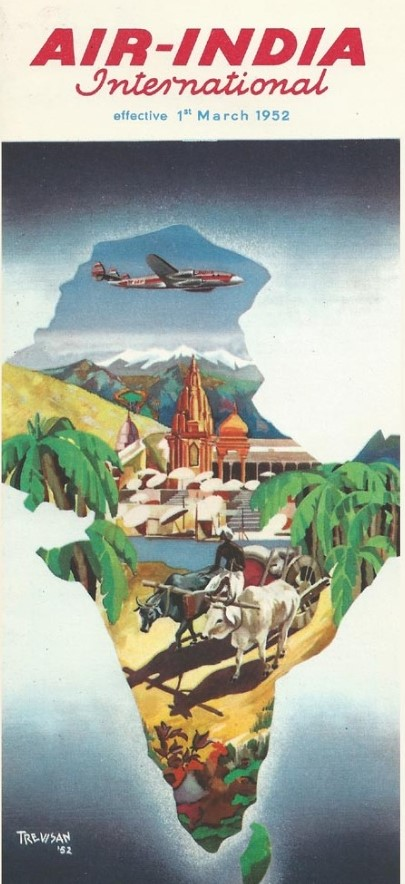 AIR-INDIA
International
effective 1st March 1952
TREVISAN
'52